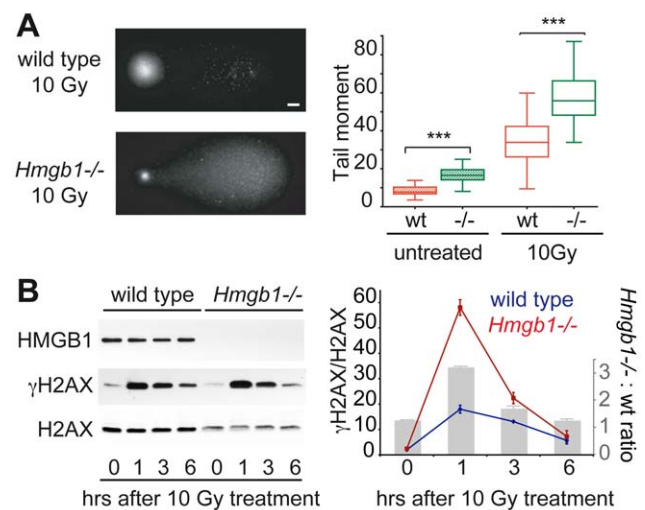 A
wild type
10 Gy
Hmgb1-/-
10 Gy
Tail moment
80
60
40
20
0
***
***
wt -/- wt -/-
untreated 10Gy
B
wild type Hmgb1-/-
HMGB1
γH2AX
H2AX
0 1 3 6 0 1 3 6
hrs after 10 Gy treatment
γH2AX/H2AX
60
50
40
30
20
10
0
wild type
Hmgb1-/-
3
2
1
0
Hmgb1-/- : wt ratio
0 1 3 6
hrs after 10 Gy treatment